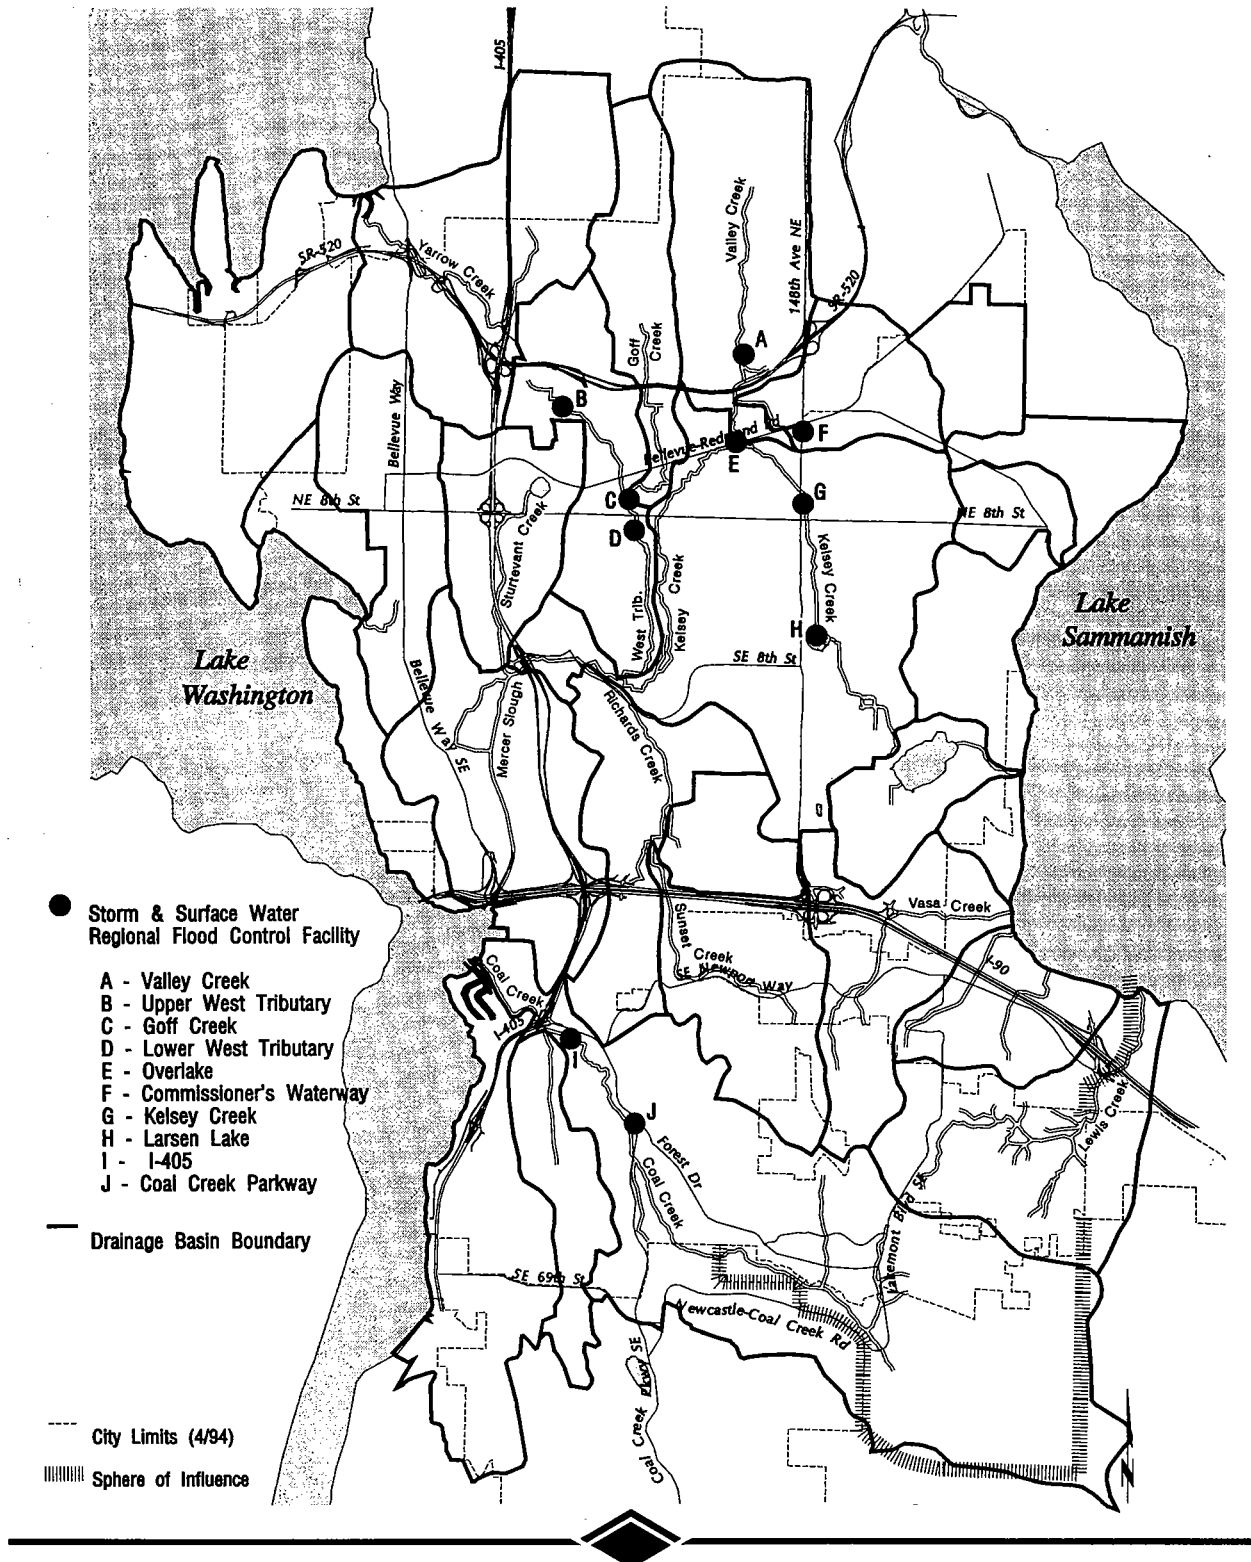 I-405
Valley Creek
148th Ave NE
SR-520
SR-520
Yarrow Creek
Goff
Creek
A
Bellevue Way
B
Bellevue-Redmond Rd
F
E
NE 8th St
C
G
NE 8th St
D
Sturtevant Creek
Kelsey Creek
West Trib.
Kelsey
Creek
H
Lake
Sammamish
Lake
Washington
SE 8th St
Bellevue Way SE
Mercer Slough
Richards Creek
Storm & Surface Water
Regional Flood Control Facility
A - Valley Creek
B - Upper West Tributary
C - Goff Creek
D - Lower West Tributary
E - Overlake
F - Commissioner's Waterway
G - Kelsey Creek
H - Larsen Lake
I - I-405
J - Coal Creek Parkway
Vasa Creek
Sunset
Creek
SE Newport Way
I-90
Coal Creek
I-405
I
J
Lewis Creek
Forest Dr
Coal Creek
Lakemont Blvd SE
Drainage Basin Boundary
SE 69th St
Newcastle-Coal Creek Rd
Coal Creek Pkwy SE
City Limits (4/94)
Sphere of Influence
N